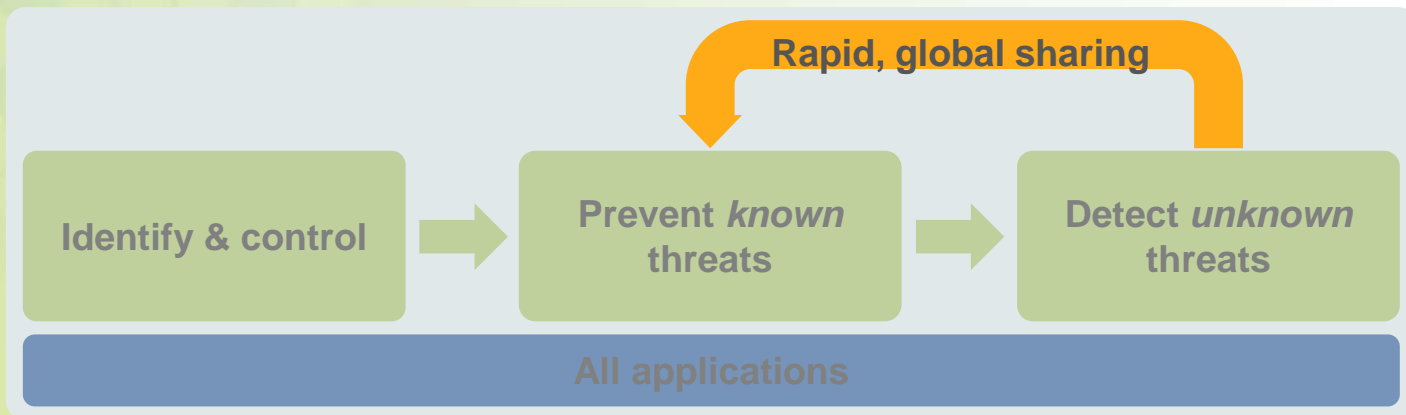 Rapid, global sharing
Identify & control
Prevent known
threats
Detect unknown
threats
All applications